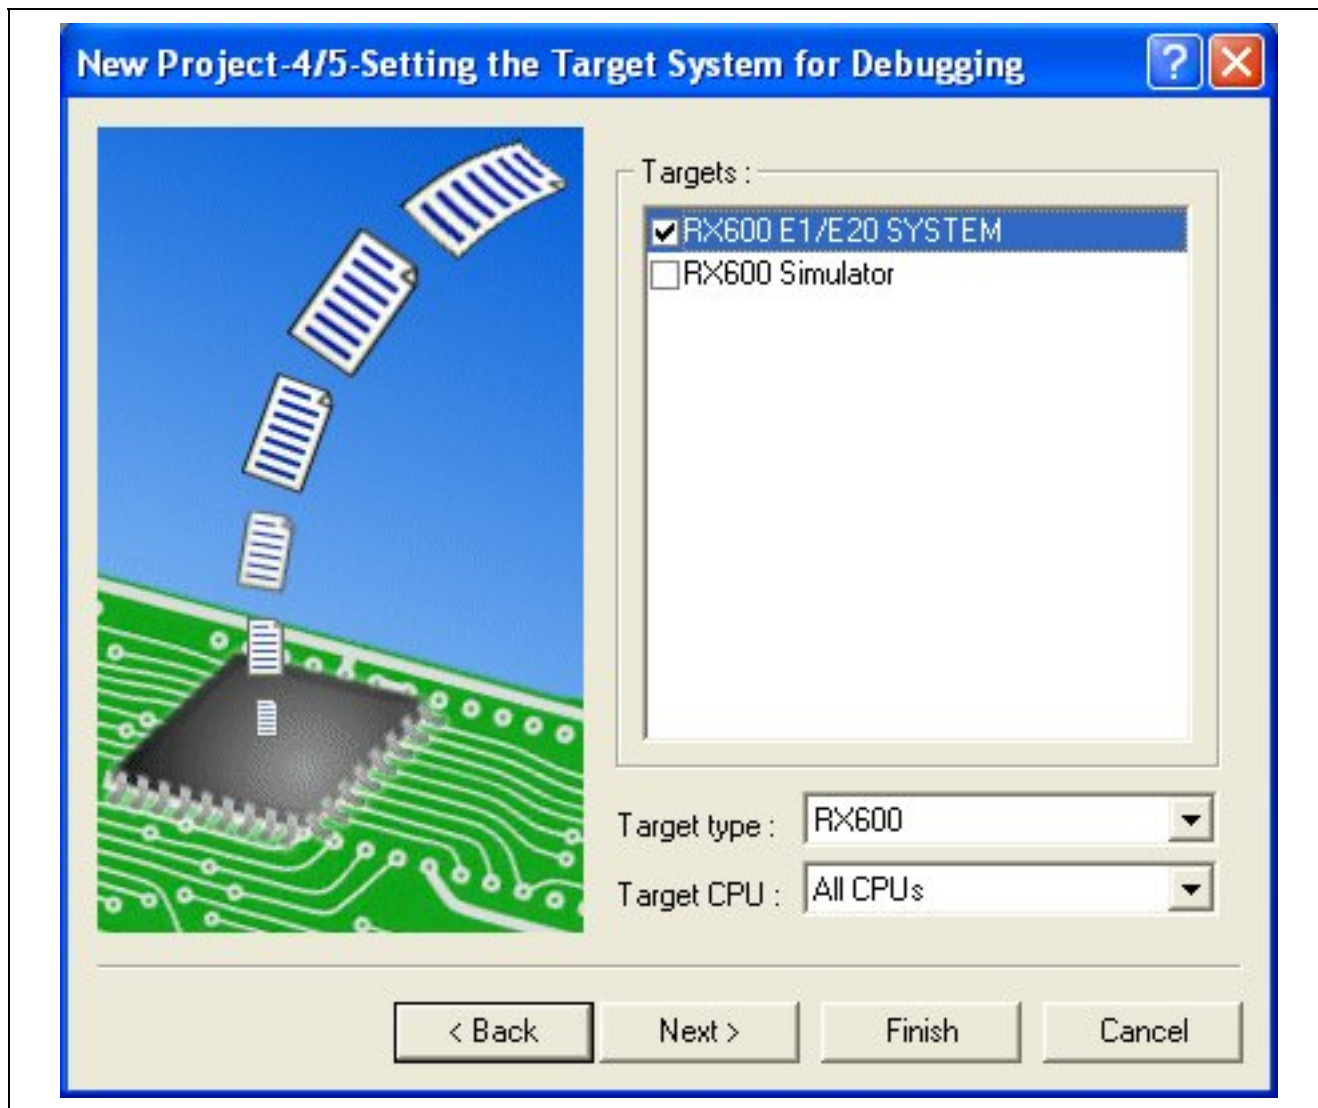 New Project-4/5-Setting the Target System for Debugging
Targets :
RX600 E1/E20 SYSTEM
RX600 Simulator
Target type : RX600
Target CPU : All CPUs
< Back Next > Finish Cancel